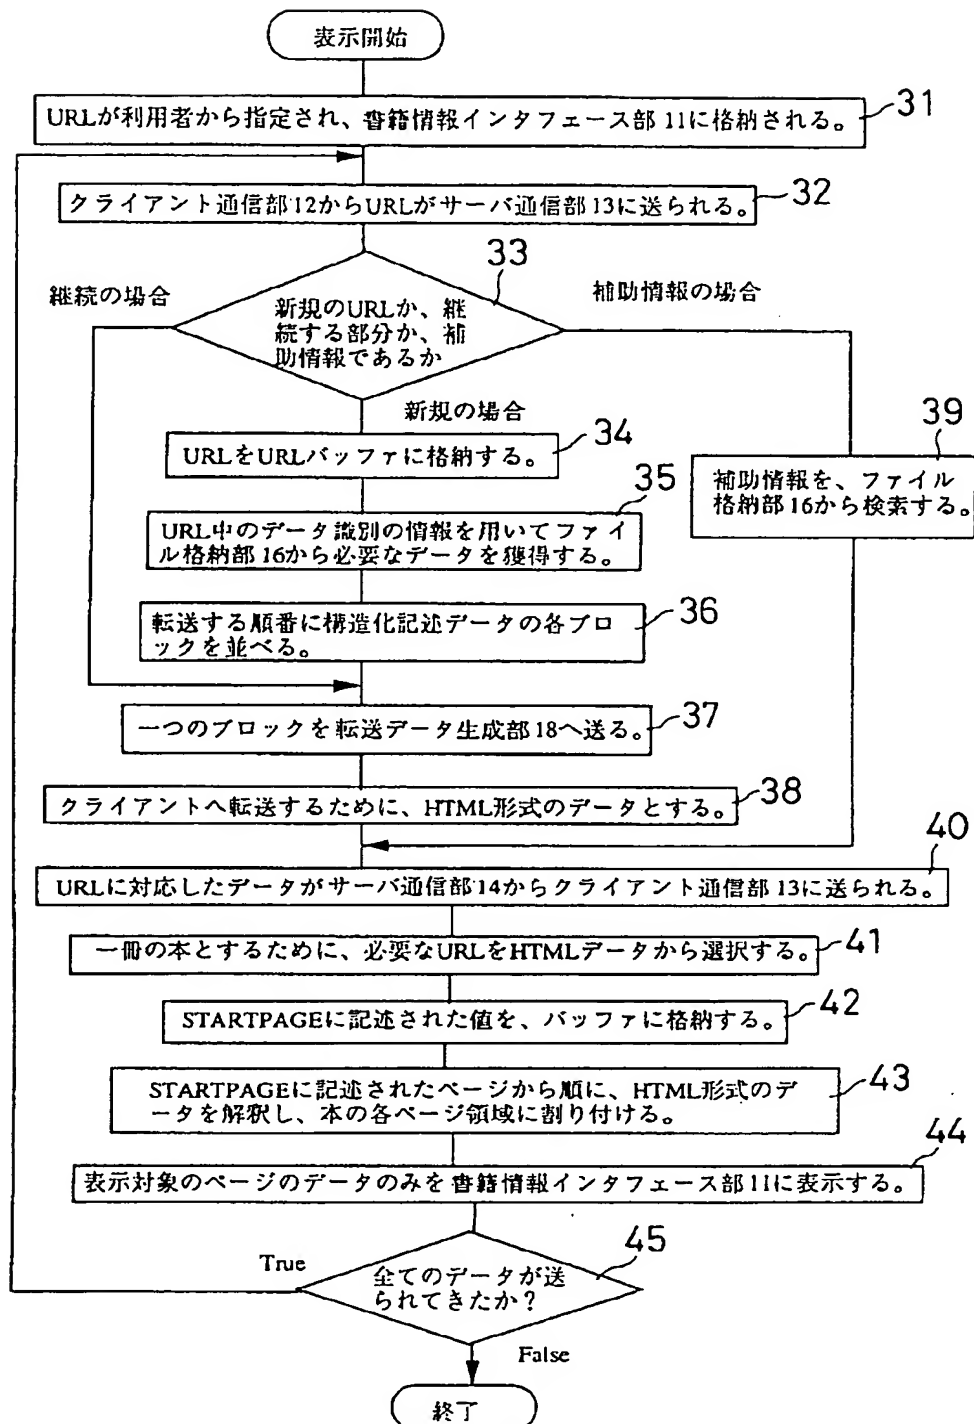 表示開始
URLが利用者から指定され、書籍情報インタフェース部11に格納される。
31
クライアント通信部12からURLがサーバ通信部13に送られる。
32
33
継続の場合
補助情報の場合
新規のURLか、継
続する部分か、補
助情報であるか
新規の場合
34
URLをURLバッファに格納する。
39
補助情報を、ファイル
格納部16から検索する。
35
URL中のデータ識別の情報を用いてファイ
ル格納部16から必要なデータを獲得する。
転送する順番に構造化記述データの各ブロ
ックを並べる。
36
一つのブロックを転送データ生成部18へ送る。
37
クライアントへ転送するために、HTML形式のデータとする。
38
40
URLに対応したデータがサーバ通信部14からクライアント通信部13に送られる。
一冊の本とするために、必要なURLをHTMLデータから選択する。
41
STARTPAGEに記述された値を、バッファに格納する。
42
STARTPAGEに記述されたページから順に、HTML形式のデ
ータを解釈し、本の各ページ領域に割り付ける。
43
44
表示対象のページのデータのみを書籍情報インタフェース部11に表示する。
45
True
全てのデータが送
られてきたか？
False
終了